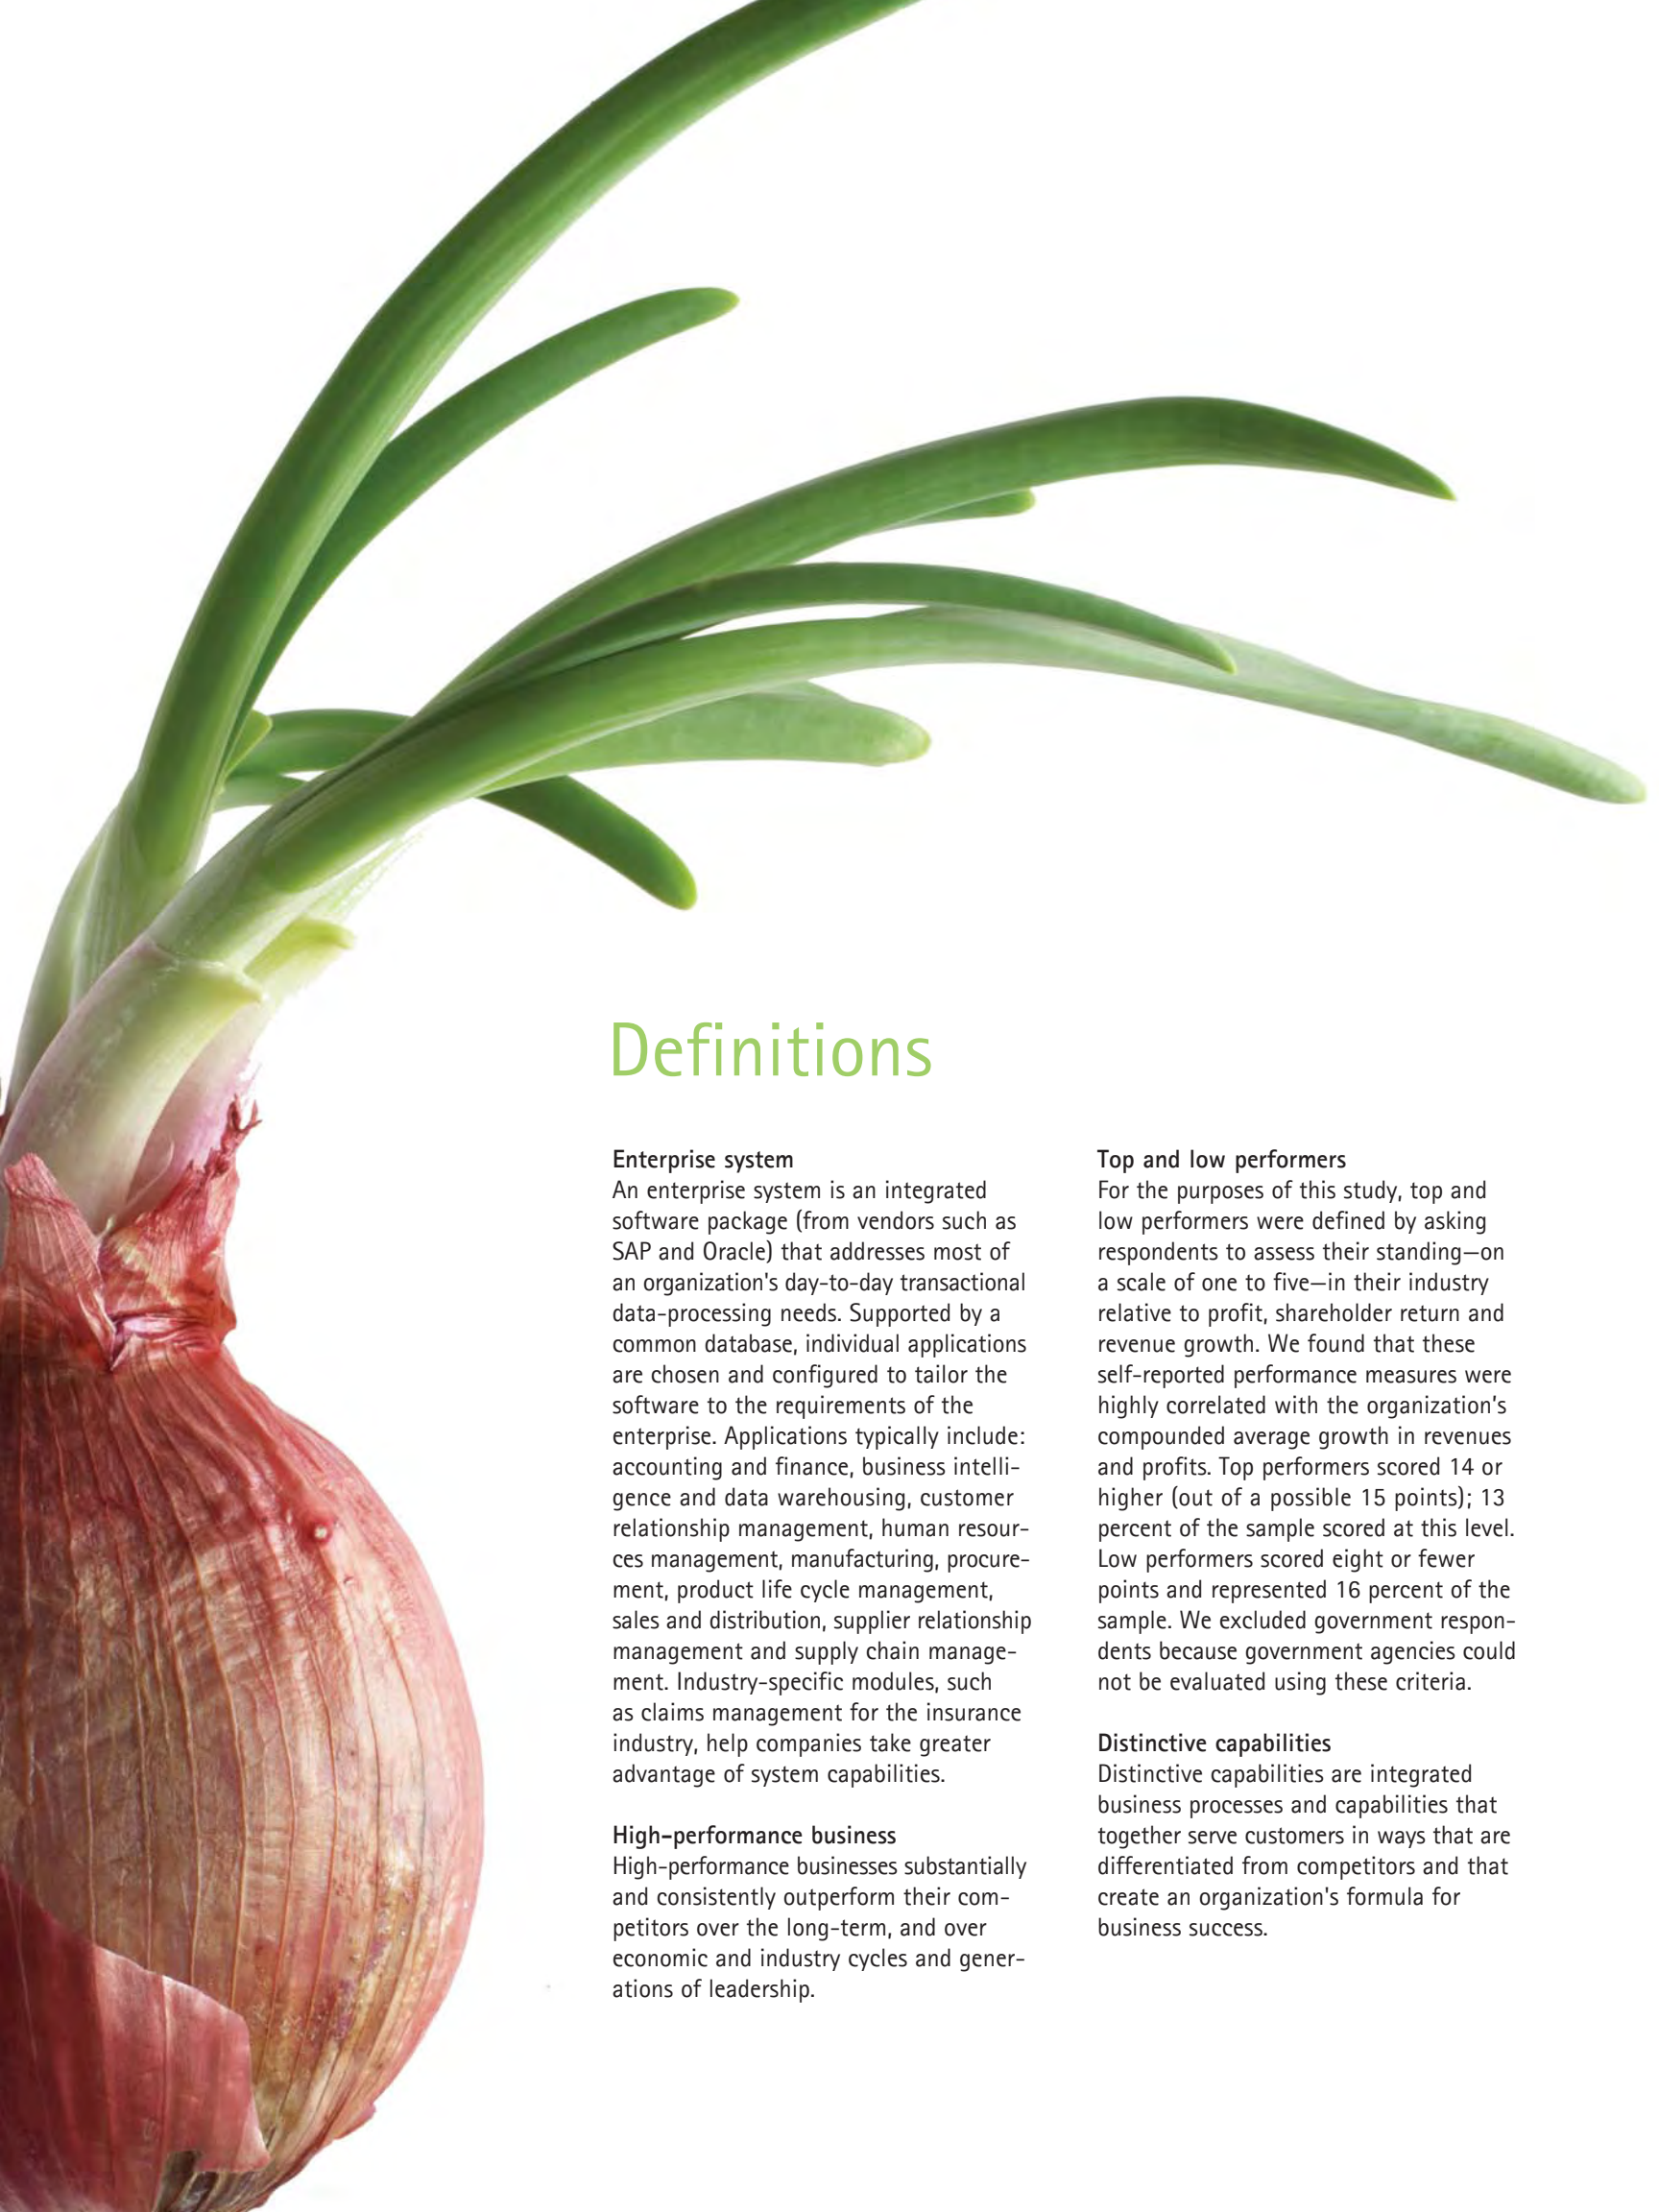 Definitions
Enterprise system
An enterprise system is an integrated
software package (from vendors such as
SAP and Oracle) that addresses most of
an organization's day-to-day transactional
data-processing needs. Supported by a
common database, individual applications
are chosen and configured to tailor the
software to the requirements of the
enterprise. Applications typically include:
accounting and finance, business intelli-
gence and data warehousing, customer
relationship management, human resour-
ces management, manufacturing, procure-
ment, product life cycle management,
sales and distribution, supplier relationship
management and supply chain manage-
ment. Industry-specific modules, such
as claims management for the insurance
industry, help companies take greater
advantage of system capabilities.
High-performance business
High-performance businesses substantially
and consistently outperform their com-
petitors over the long-term, and over
economic and industry cycles and gener-
ations of leadership.
Top and low performers
For the purposes of this study, top and
low performers were defined by asking
respondents to assess their standing—on
a scale of one to five—in their industry
relative to profit, shareholder return and
revenue growth. We found that these
self-reported performance measures were
highly correlated with the organization’s
compounded average growth in revenues
and profits. Top performers scored 14 or
higher (out of a possible 15 points); 13
percent of the sample scored at this level.
Low performers scored eight or fewer
points and represented 16 percent of the
sample. We excluded government respon-
dents because government agencies could
not be evaluated using these criteria.
Distinctive capabilities
Distinctive capabilities are integrated
business processes and capabilities that
together serve customers in ways that are
differentiated from competitors and that
create an organization's formula for
business success.